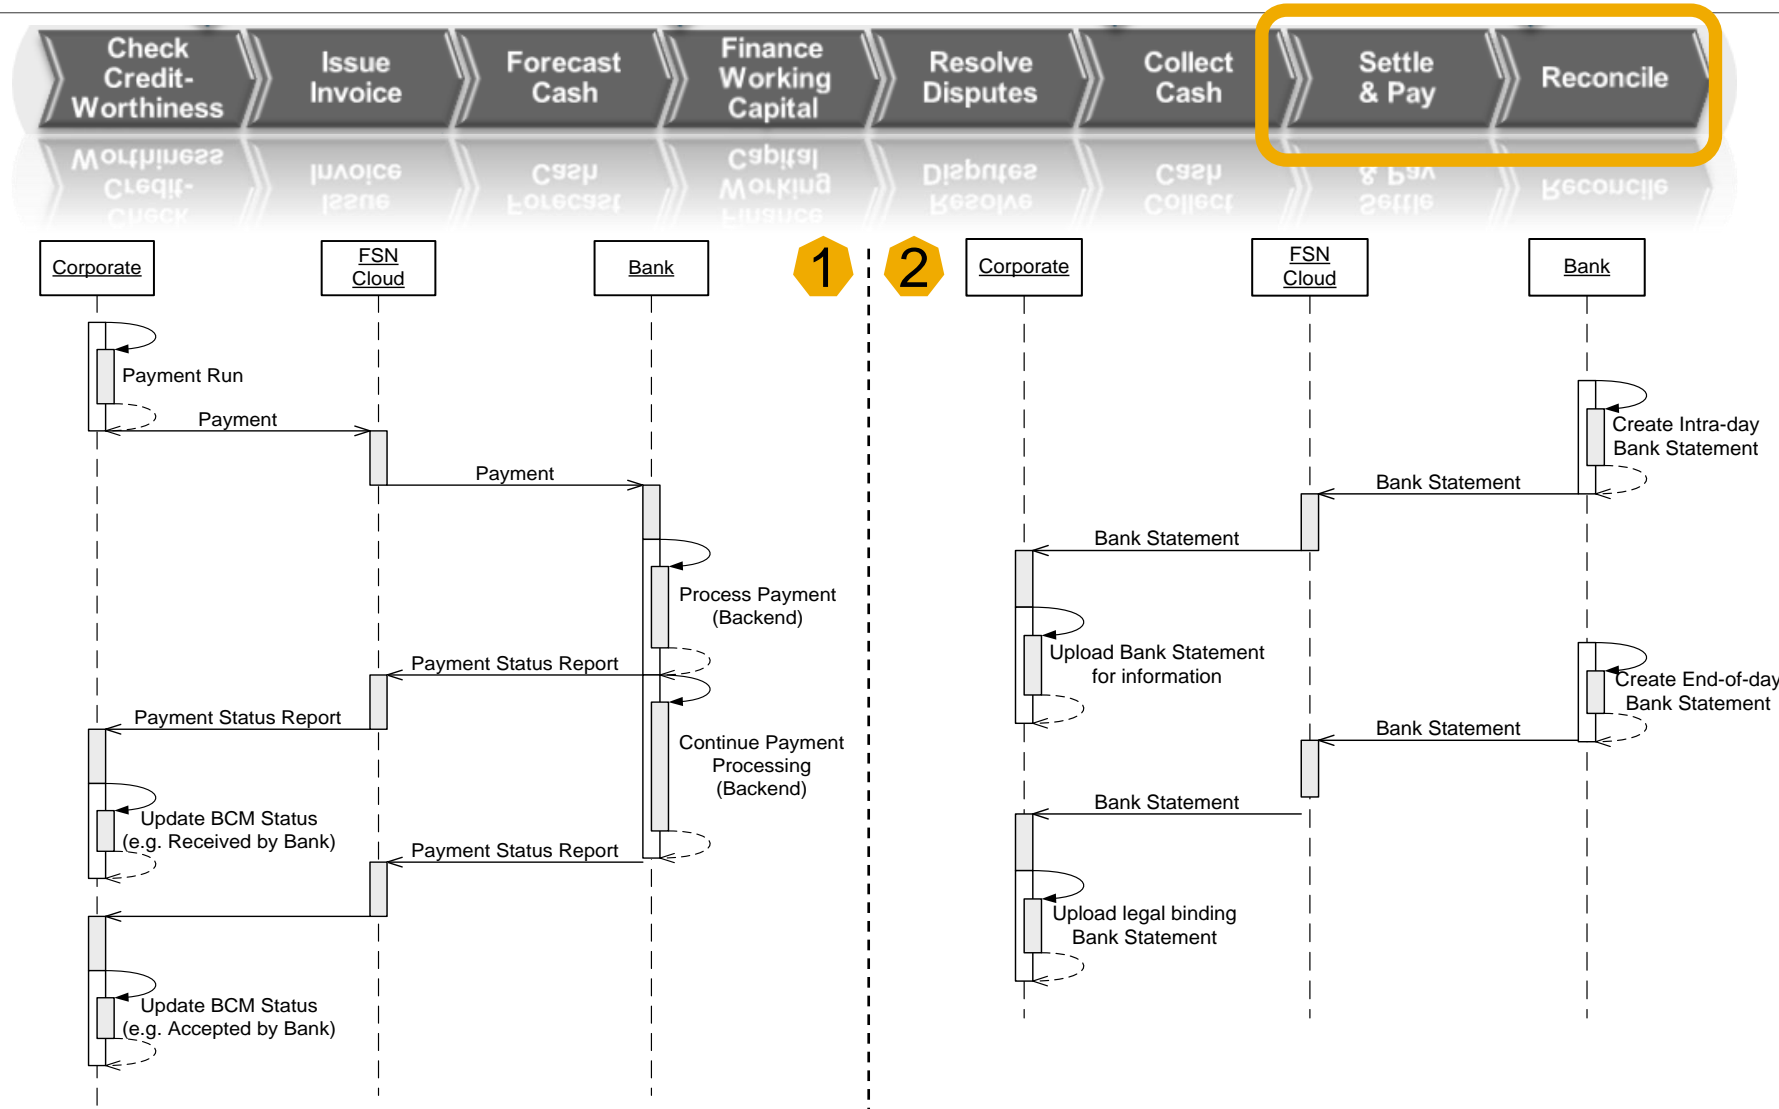 Check
Credit-
Worthiness
Issue
Invoice
Forecast
Cash
Finance
Working
Capital
Resolve
Disputes
Collect
Cash
Settle
& Pay
Reconcile
Corporate
FSN
Cloud
Bank
1
2
Corporate
FSN
Cloud
Bank
Payment Run
Payment
Payment
Process Payment
(Backend)
Payment Status Report
Payment Status Report
Continue Payment
Processing
(Backend)
Update BCM Status
(e.g. Received by Bank)
Payment Status Report
Update BCM Status
(e.g. Accepted by Bank)
Create Intra-day
Bank Statement
Bank Statement
Bank Statement
Upload Bank Statement
for information
Create End-of-day
Bank Statement
Bank Statement
Bank Statement
Upload legal binding
Bank Statement